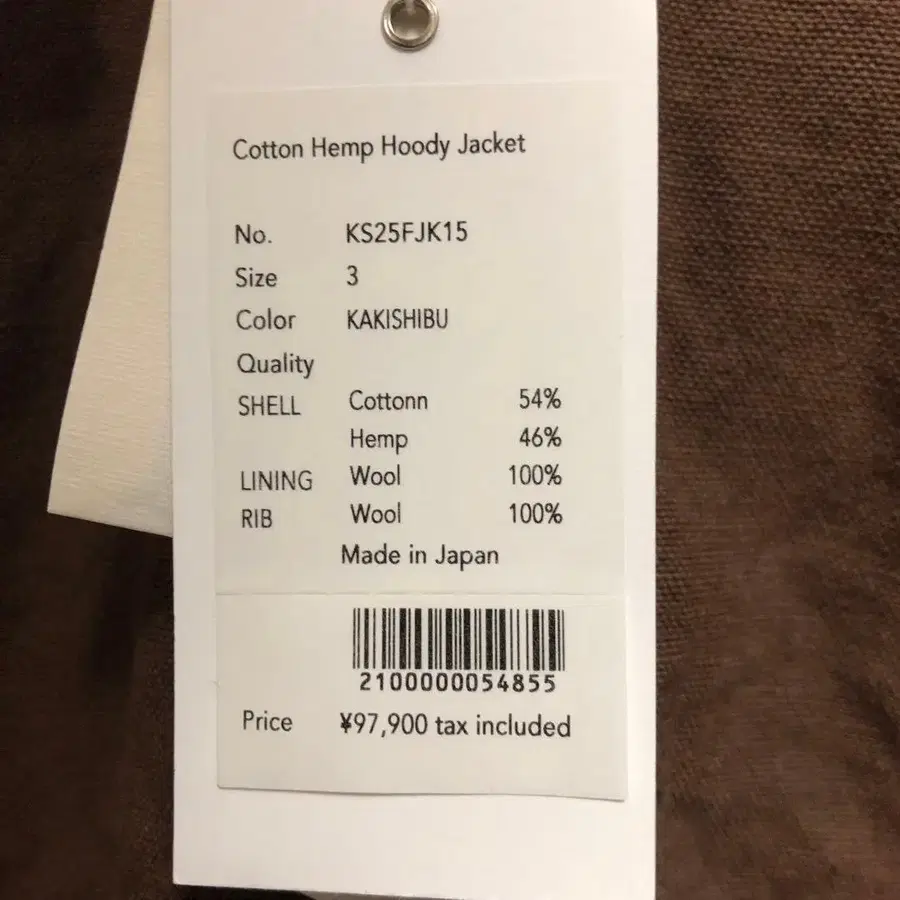 Cotton Hemp Hoody Jacket
No. KS25FJK15
Size 3
Color KAKISHIBU
Quality
SHELL Cottonn 54%
Hemp 46%
LINING Wool 100%
RIB Wool 100%
Made in Japan
2100000054855
Price ¥97,900 tax included